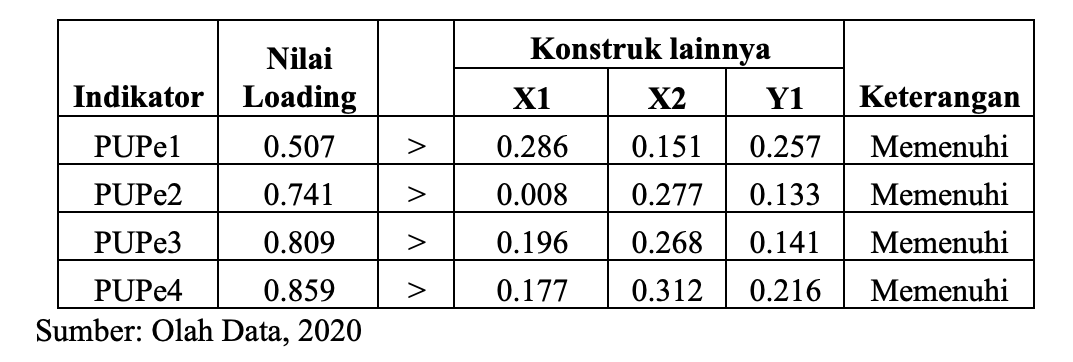 Indikator Nilai Loading Konstruk lainnya Keterangan
X1 X2 Y1
PUPe1 0.507 > 0.286 0.151 0.257 Memenuhi
PUPe2 0.741 > 0.008 0.277 0.133 Memenuhi
PUPe3 0.809 > 0.196 0.268 0.141 Memenuhi
PUPe4 0.859 > 0.177 0.312 0.216 Memenuhi
Sumber: Olah Data, 2020